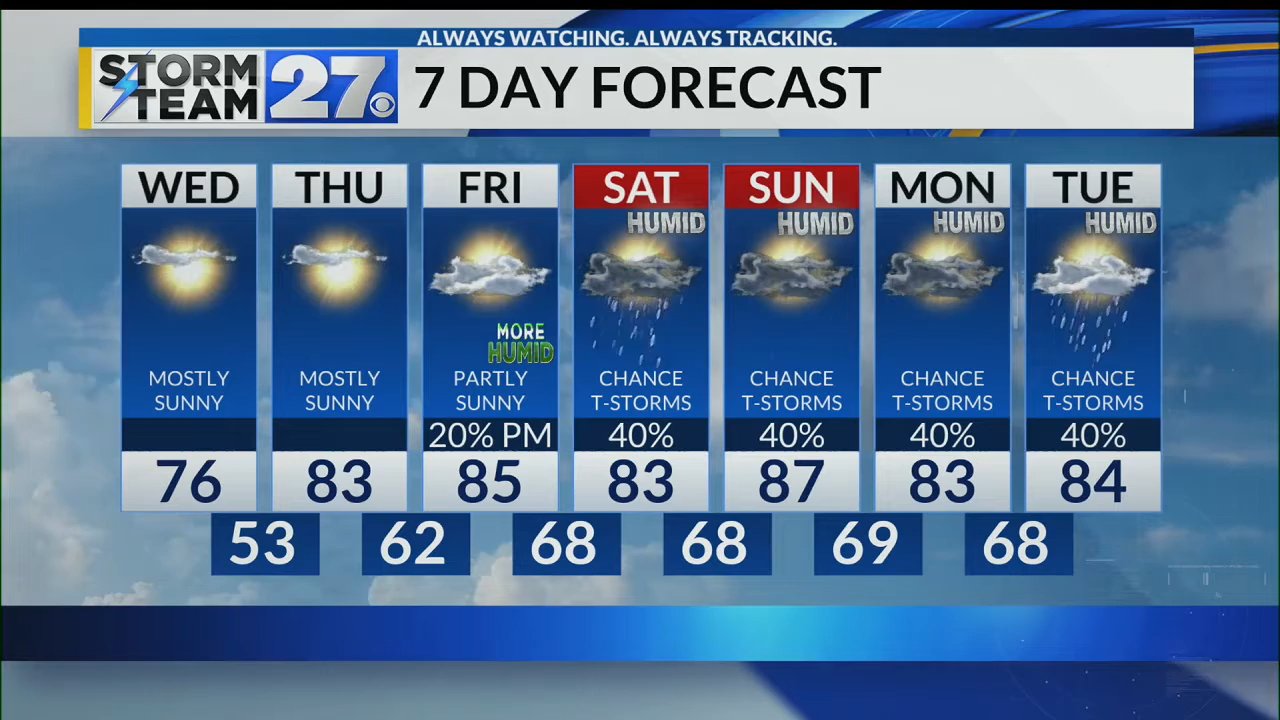 ALWAYS WATCHING. ALWAYS TRACKING.
STORM TEAM 27
7 DAY FORECAST
WED
MOSTLY
SUNNY
76
53
THU
MOSTLY
SUNNY
83
62
FRI
MORE
HUMID
PARTLY
SUNNY
20% PM
85
68
SAT
HUMID
CHANCE
T-STORMS
40%
83
68
SUN
HUMID
CHANCE
T-STORMS
40%
87
69
MON
HUMID
CHANCE
T-STORMS
40%
83
68
TUE
HUMID
CHANCE
T-STORMS
40%
84